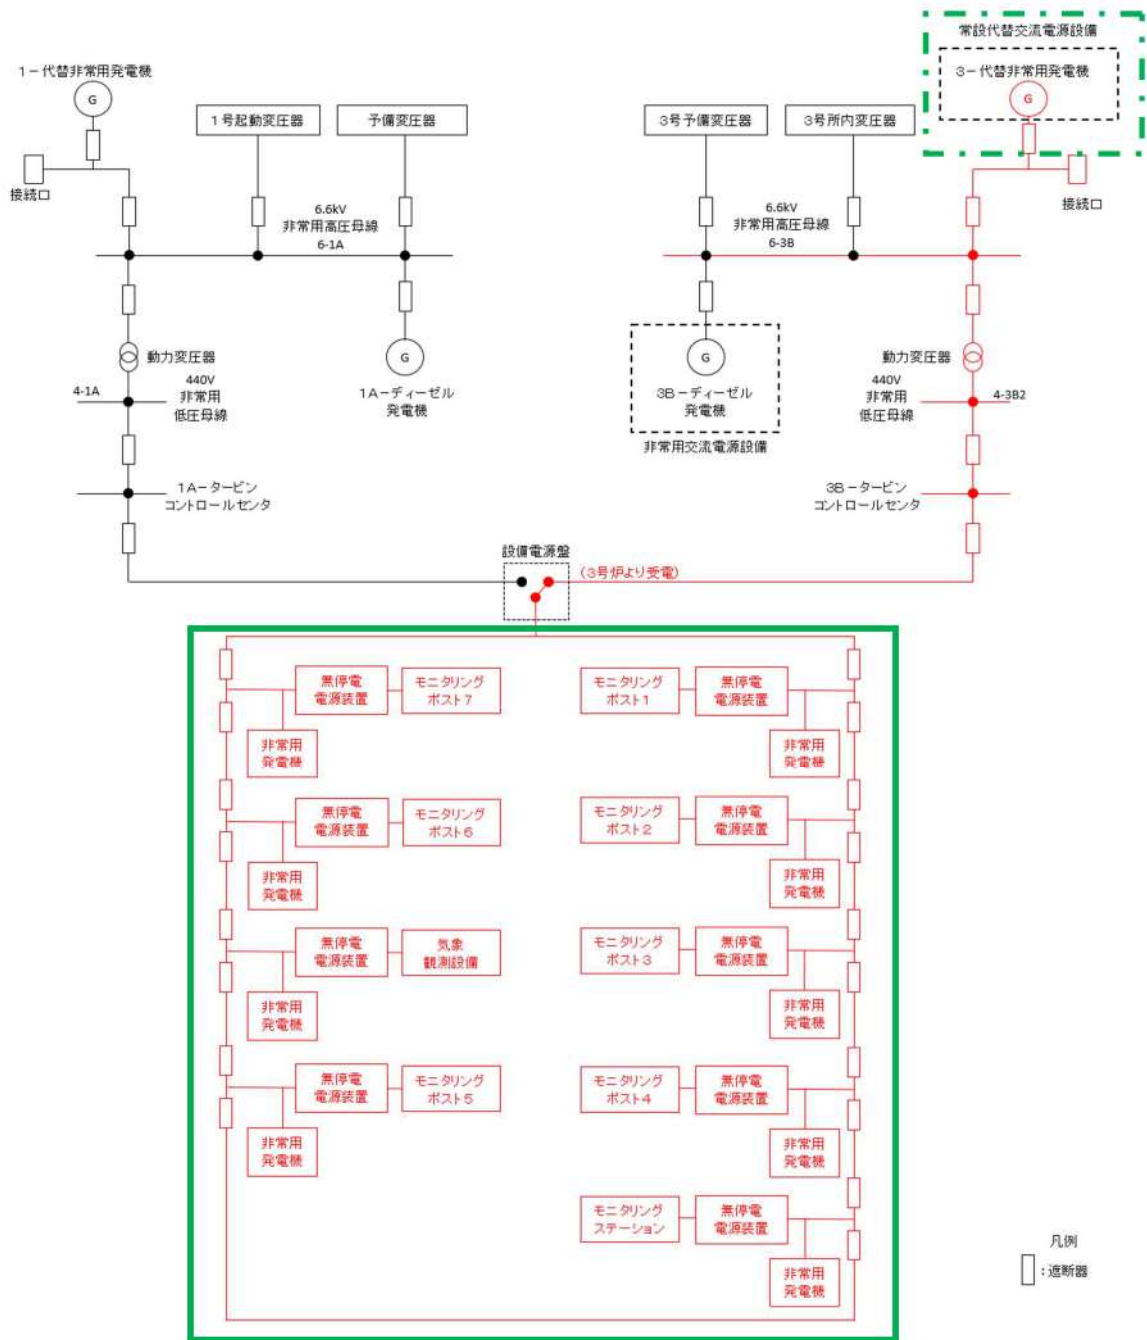 常設代替交流電源設備
1－代替非常用発電機
G
3－代替非常用発電機
G
1号起動変圧器
予備変圧器
3号予備変圧器
3号所内変圧器
接続口
接続口
6.6kV
非常用高圧母線
6-1A
6.6kV
非常用高圧母線
6-3B
動力変圧器
G
G
動力変圧器
4-1A
440V
非常用
低圧母線
1A－ディーゼル
発電機
3B－ディーゼル
発電機
非常用交流電源設備
440V
非常用
低圧母線
4-3B2
1A－タービン
コントロールセンタ
3B－タービン
コントロールセンタ
設備電源盤
(3号炉より受電)
無停電
電源装置
モニタリング
ポスト7
非常用
発電機
モニタリング
ポスト1
無停電
電源装置
非常用
発電機
無停電
電源装置
モニタリング
ポスト6
非常用
発電機
モニタリング
ポスト2
無停電
電源装置
非常用
発電機
無停電
電源装置
気象
観測設備
非常用
発電機
モニタリング
ポスト3
無停電
電源装置
非常用
発電機
無停電
電源装置
モニタリング
ポスト5
非常用
発電機
モニタリング
ポスト4
無停電
電源装置
非常用
発電機
モニタリング
ステーション
無停電
電源装置
非常用
発電機
凡例
：遮断器